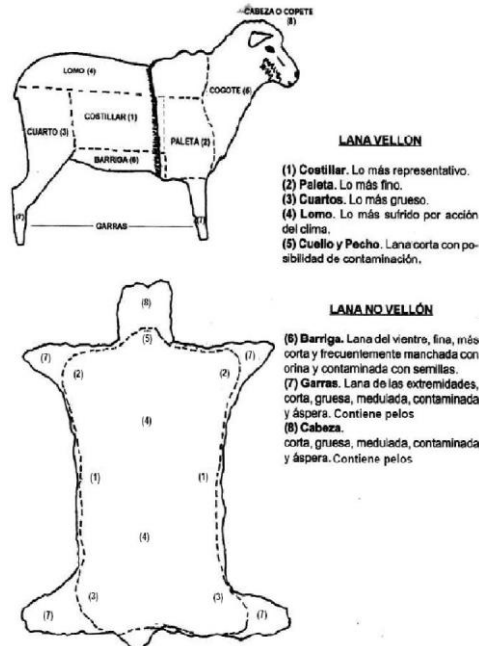 CABEZA O COPETE
(8)
LOMO (4)
COGOTE (5)
COSTILLAR (1)
CUARTO (3)
PALETA (2)
BARRIGA (6)
(7)
GARRAS
(7)
LANA VELLON
(1) Costillar. Lo más representativo.
(2) Paleta. Lo más fino.
(3) Cuartos. Lo más grueso.
(4) Lomo. Lo más sufrido por acción
del clima.
(5) Cuello y Pecho. Lana corta con po-
sibilidad de contaminación.
LANA NO VELLÓN
(6) Barriga. Lana del vientre, fina, más
corta y frecuentemente manchada con
orina y contaminada con semillas.
(7) Garras. Lana de las extremidades,
corta, gruesa, medulada, contaminada
y áspera. Contiene pelos
(8) Cabeza.
corta, gruesa, medulada, contaminada
y áspera. Contiene pelos
(8)
(5)
(7)
(7)
(2)
(2)
(4)
(1)
(1)
(4)
(3)
(3)
(7)
(7)